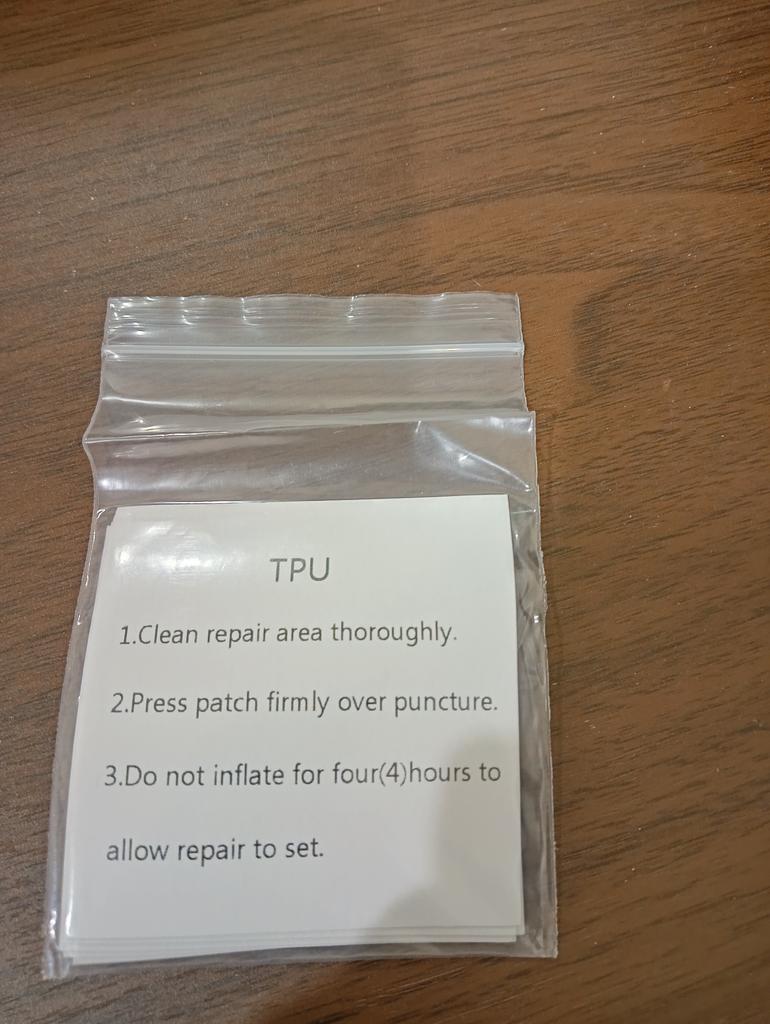 TPU
1.Clean repair area thoroughly.
2.Press patch firmly over puncture.
3.Do not inflate for four(4)hours to
allow repair to set.